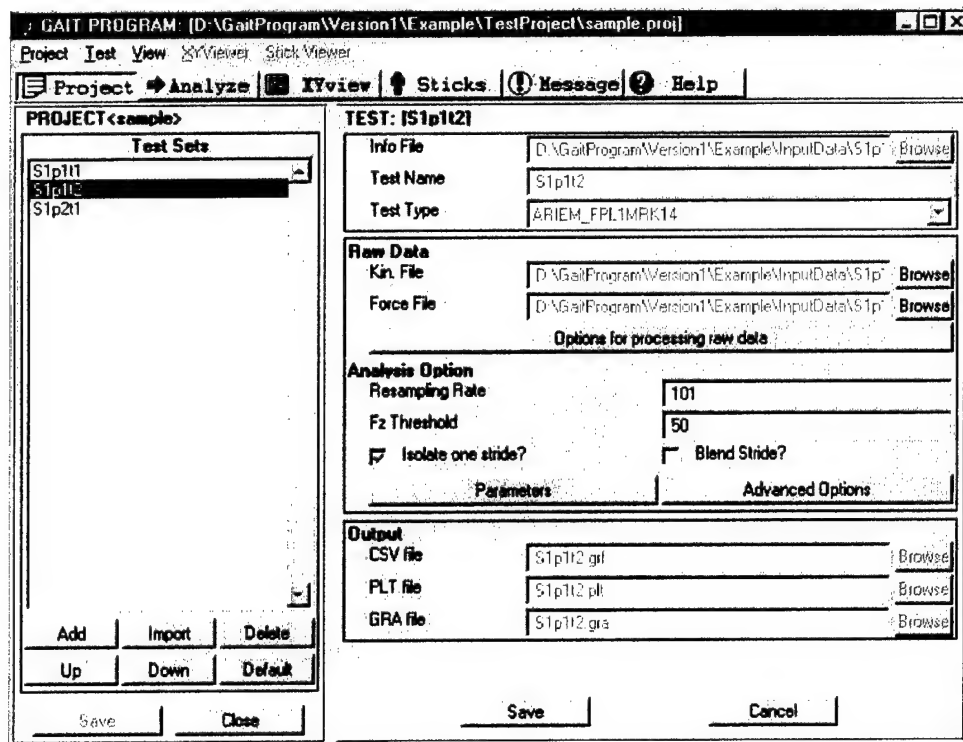 GAIT PROGRAM: [D:\GaitProgram\Version1\Example\TestProject\sample.proj]
Project Test View XYViewer Stick Viewer
Project Analyze XYview Sticks Message Help
PROJECT<sample>
Test Sets
S1p1t1
S1p1t2
S1p2t1
Add Import Delete
Up Down Default
Save Close
TEST: [S1p1t2]
Info File D:\GaitProgram\Version1\Example\InputData\S1p1 Browse
Test Name S1p1t2
Test Type ARIEM_FPL1MRK14
Raw Data
Kin. File D:\GaitProgram\Version1\Example\InputData\S1p1 Browse
Force File D:\GaitProgram\Version1\Example\InputData\S1p1 Browse
Options for processing raw data
Analysis Option
Resampling Rate 101
Fz Threshold 50
Isolate one stride? Blend Stride?
Parameters Advanced Options
Output
CSV file S1p1t2.grf Browse
PLT file S1p1t2.plt Browse
GRA file S1p1t2.gra Browse
Save Cancel